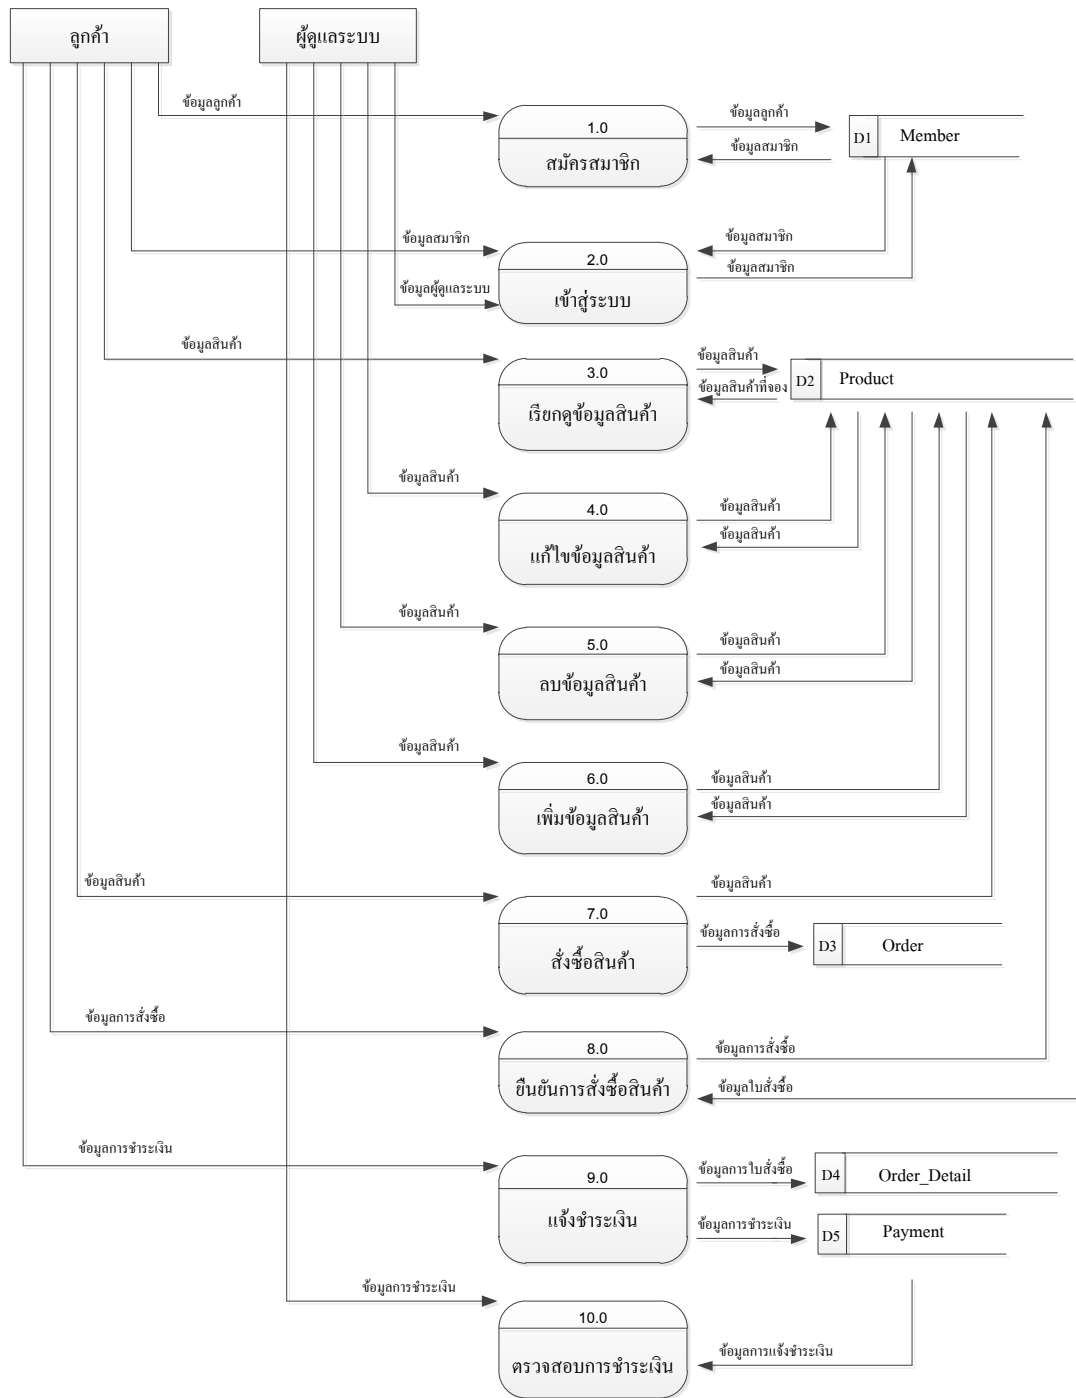 ลูกค้า
ผู้ดูแลระบบ
ข้อมูลลูกค้า
1.0
สมัครสมาชิก
ข้อมูลลูกค้า
ข้อมูลสมาชิก
D1
Member
ข้อมูลสมาชิก
ข้อมูลผู้ดูแลระบบ
2.0
เข้าสู่ระบบ
ข้อมูลสมาชิก
ข้อมูลสมาชิก
ข้อมูลสินค้า
3.0
เรียกดูข้อมูลสินค้า
ข้อมูลสินค้า
ข้อมูลสินค้าที่จอง
D2
Product
ข้อมูลสินค้า
4.0
แก้ไขข้อมูลสินค้า
ข้อมูลสินค้า
ข้อมูลสินค้า
ข้อมูลสินค้า
5.0
ลบข้อมูลสินค้า
ข้อมูลสินค้า
ข้อมูลสินค้า
ข้อมูลสินค้า
6.0
เพิ่มข้อมูลสินค้า
ข้อมูลสินค้า
ข้อมูลสินค้า
ข้อมูลสินค้า
7.0
สั่งซื้อสินค้า
ข้อมูลสินค้า
ข้อมูลการสั่งซื้อ
D3
Order
ข้อมูลการสั่งซื้อ
8.0
ยืนยันการสั่งซื้อสินค้า
ข้อมูลการสั่งซื้อ
ข้อมูลใบสั่งซื้อ
ข้อมูลการชำระเงิน
9.0
แจ้งชำระเงิน
ข้อมูลการใบสั่งซื้อ
D4
Order_Detail
ข้อมูลการชำระเงิน
D5
Payment
ข้อมูลการชำระเงิน
10.0
ตรวจสอบการชำระเงิน
ข้อมูลการแจ้งชำระเงิน